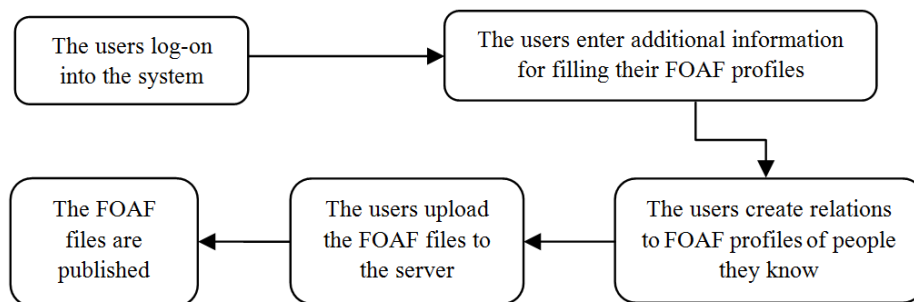 The users log-on
into the system
The users enter additional information
for filling their FOAF profiles
The users create relations
to FOAF profiles of people
they know
The users upload
the FOAF files to
the server
The FOAF
files are
published